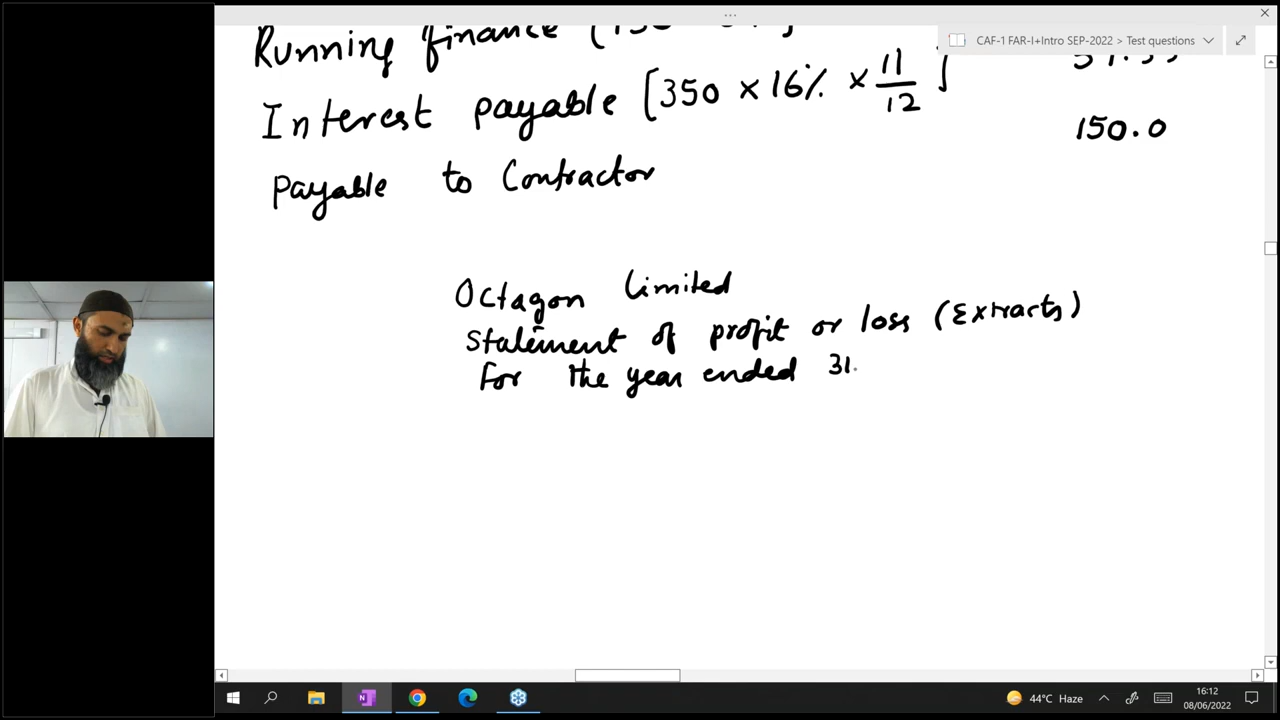 CAF-1 FAR-I+Intro SEP-2022 > Test questions
Running finance
Interest payable [350 × 16% × 11/12]
150.0
Payable to Contractor
Octagon Limited
Statement of profit or loss (Extracts)
For the year ended 31
44°C Haze
16:12
08/06/2022